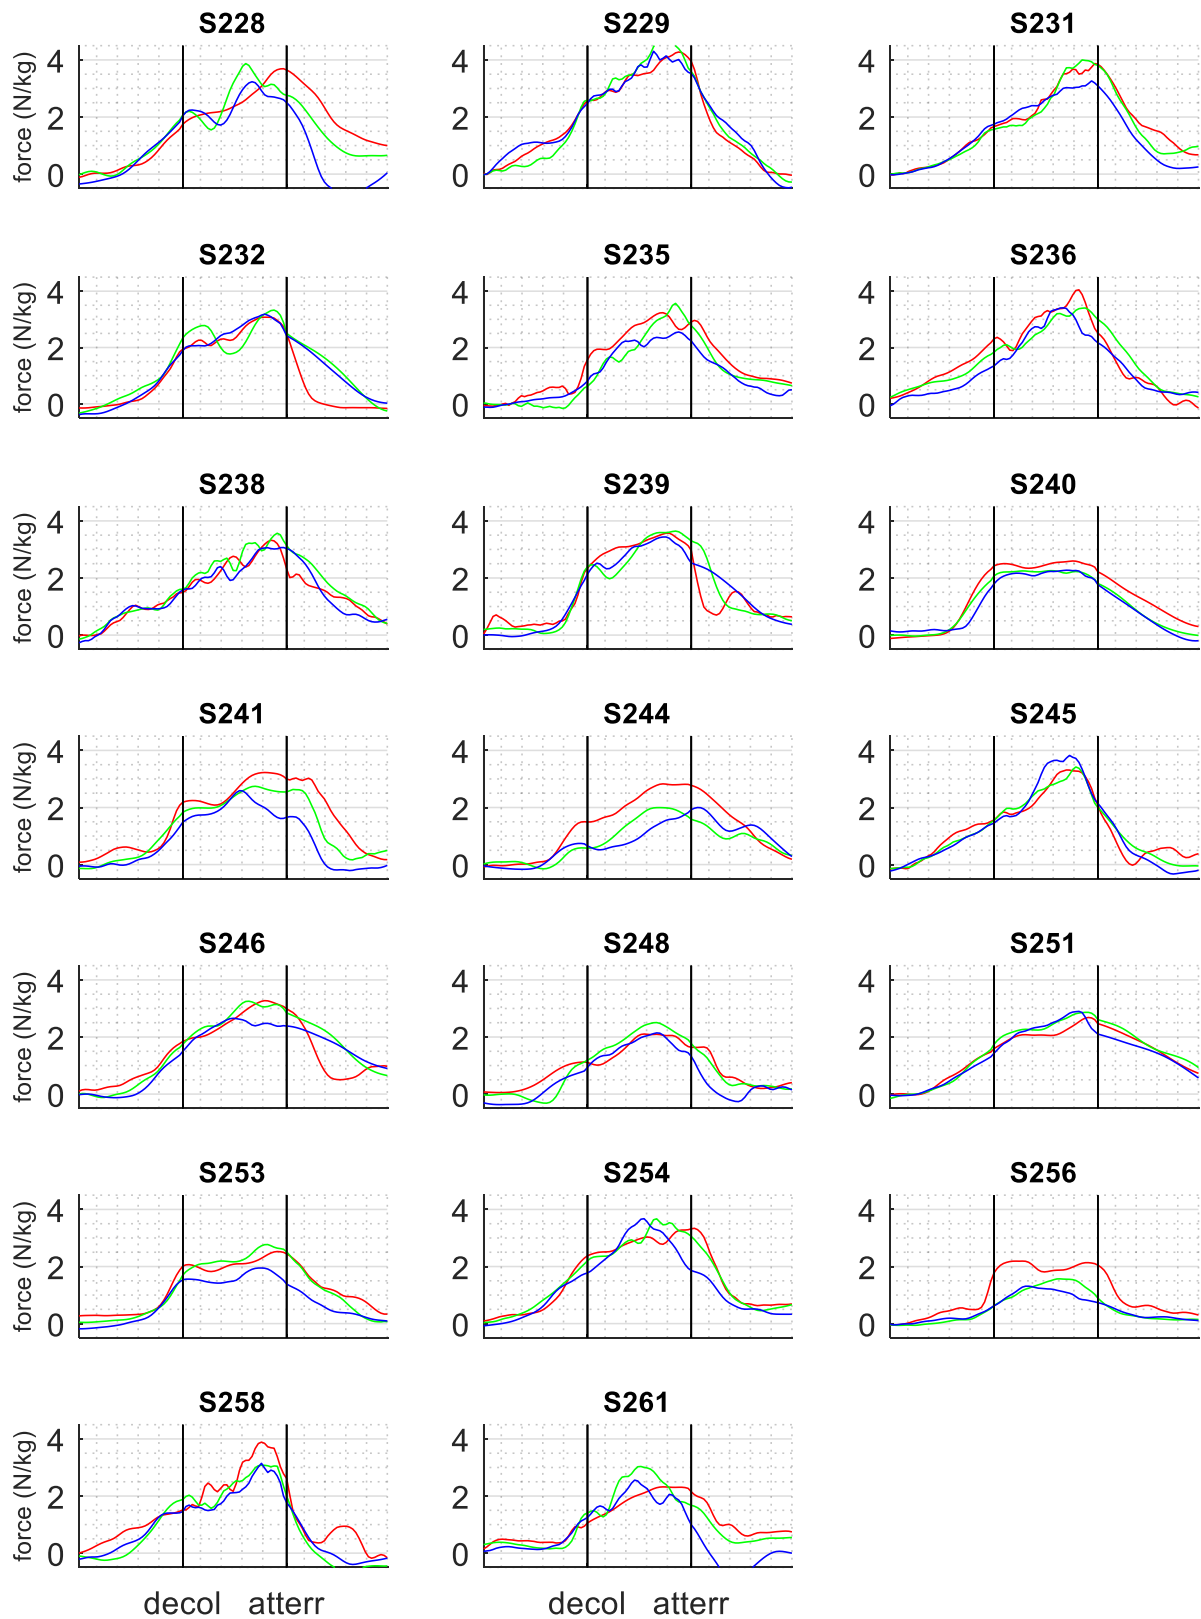 S228 S229 S231
force (N/kg) 4 2 0 4 2 0 4 2 0
S232 S235 S236
force (N/kg) 4 2 0 4 2 0 4 2 0
S238 S239 S240
force (N/kg) 4 2 0 4 2 0 4 2 0
S241 S244 S245
force (N/kg) 4 2 0 4 2 0 4 2 0
S246 S248 S251
force (N/kg) 4 2 0 4 2 0 4 2 0
S253 S254 S256
force (N/kg) 4 2 0 4 2 0 4 2 0
S258 S261
force (N/kg) 4 2 0 4 2 0
decol atterr decol atterr